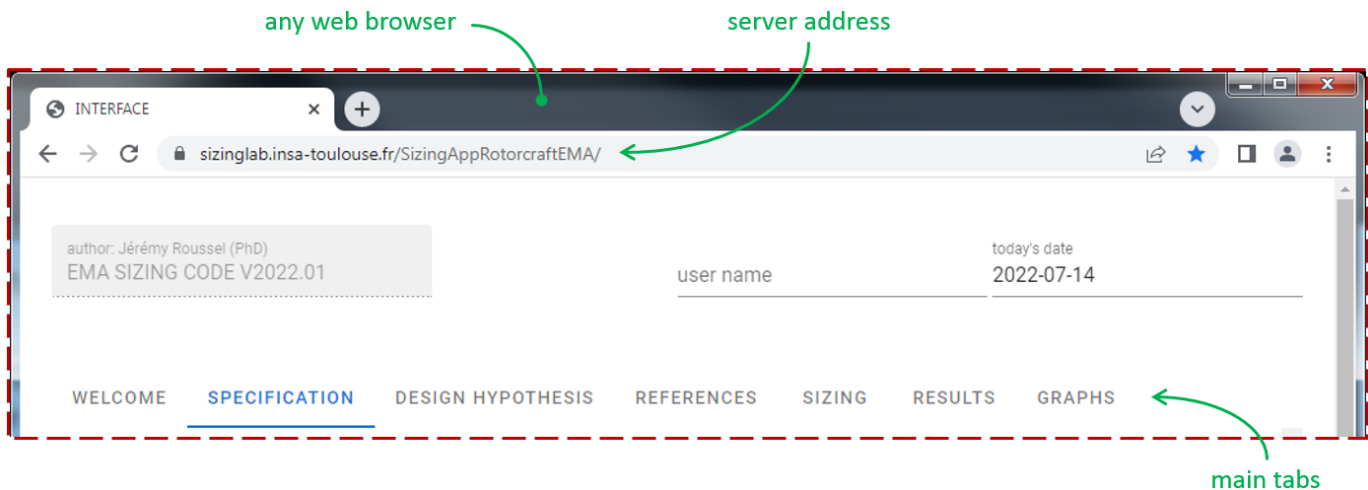 any web browser
server address
INTERFACE
sizinglab.insa-toulouse.fr/SizingAppRotorcraftEMA/
author: Jérémy Roussel (PhD)
EMA SIZING CODE V2022.01
user name
today's date
2022-07-14
WELCOME SPECIFICATION DESIGN HYPOTHESIS REFERENCES SIZING RESULTS GRAPHS
main tabs